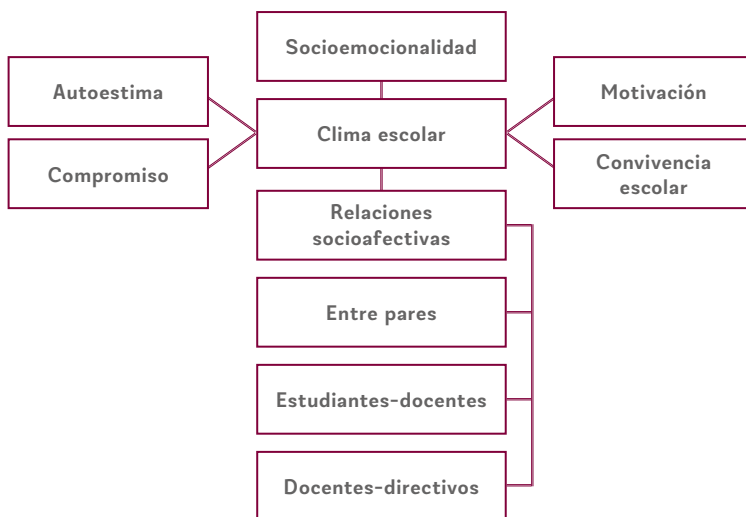 Socioemocionalidad
Autoestima
Motivación
Clima escolar
Compromiso
Convivencia
escolar
Relaciones
socioafectivas
Entre pares
Estudiantes-docentes
Docentes-directivos